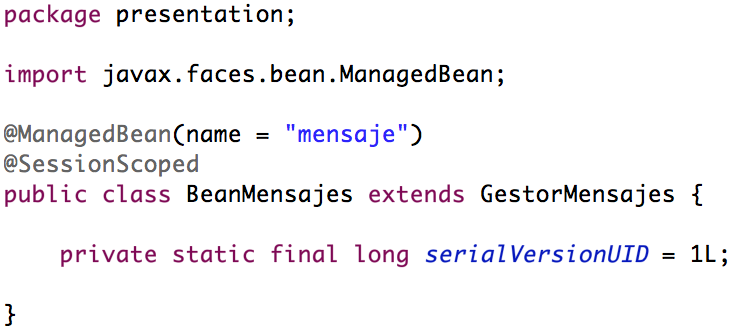 package presentation;
import javax.faces.bean.ManagedBean;
@ManagedBean(name = "mensaje")
@SessionScoped
public class BeanMensajes extends GestorMensajes {
private static final long serialVersionUID = 1L;
}